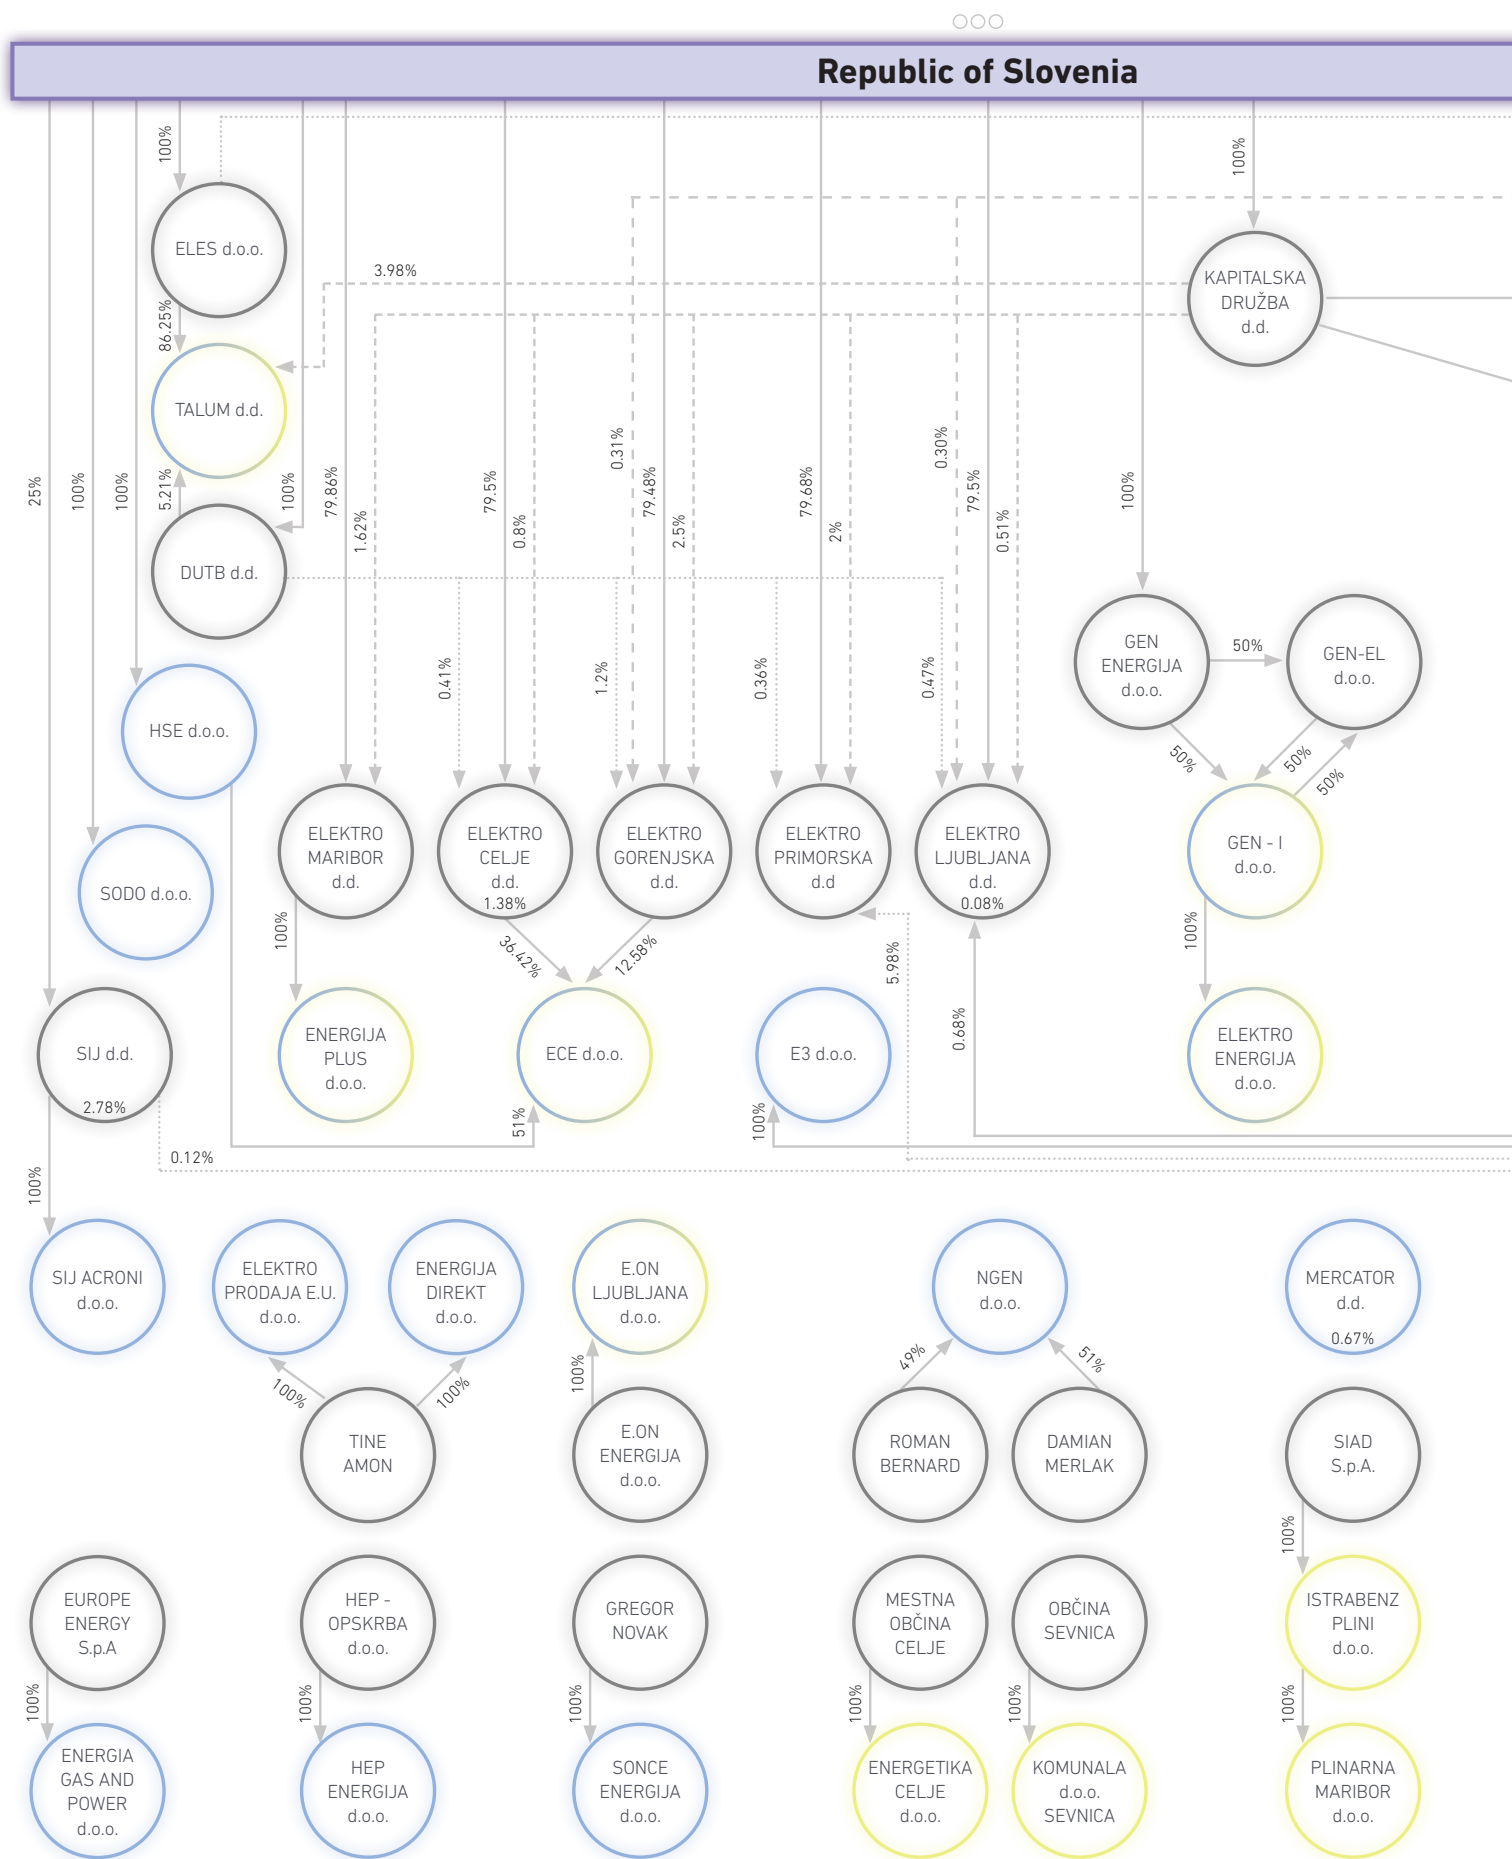 Republic of Slovenia
100%
100%
ELES d.o.o.
3.98%
KAPITALSKA
DRUŽBA
d.d.
86.25%
TALUM d.d.
25%
100%
100%
5.21%
100%
79.86%
1.62%
79.5%
0.8%
0.31%
79.48%
2.5%
79.68%
2%
0.30%
79.5%
0.51%
100%
DUTB d.d.
0.41%
1.2%
0.36%
0.47%
GEN
ENERGIJA
d.o.o.
50%
GEN-EL
d.o.o.
HSE d.o.o.
50%
50%
50%
SODO d.o.o.
ELEKTRO
MARIBOR
d.d.
ELEKTRO
CELJE
d.d.
1.38%
ELEKTRO
GORENJSKA
d.d.
ELEKTRO
PRIMORSKA
d.d
ELEKTRO
LJUBLJANA
d.d.
0.08%
GEN - I
d.o.o.
100%
36.42%
12.58%
5.98%
0.68%
100%
SIJ d.d.
2.78%
ENERGIJA
PLUS
d.o.o.
ECE d.o.o.
E3 d.o.o.
ELEKTRO
ENERGIJA
d.o.o.
51%
100%
0.12%
100%
SIJ ACRONI
d.o.o.
ELEKTRO
PRODAJA E.U.
d.o.o.
ENERGIJA
DIREKT
d.o.o.
E.ON
LJUBLJANA
d.o.o.
NGEN
d.o.o.
MERCATOR
d.d.
0.67%
100%
100%
100%
49%
51%
TINE
AMON
E.ON
ENERGIJA
d.o.o.
ROMAN
BERNARD
DAMIAN
MERLAK
SIAD
S.p.A.
100%
EUROPE
ENERGY
S.p.A
HEP -
OPSKRBA
d.o.o.
GREGOR
NOVAK
MESTNA
OBČINA
CELJE
OBČINA
SEVNICA
ISTRABENZ
PLINI
d.o.o.
100%
100%
100%
100%
100%
100%
ENERGIA
GAS AND
POWER
d.o.o.
HEP
ENERGIJA
d.o.o.
SONCE
ENERGIJA
d.o.o.
ENERGETIKA
CELJE
d.o.o.
KOMUNALA
d.o.o.
SEVNICA
PLINARNA
MARIBOR
d.o.o.